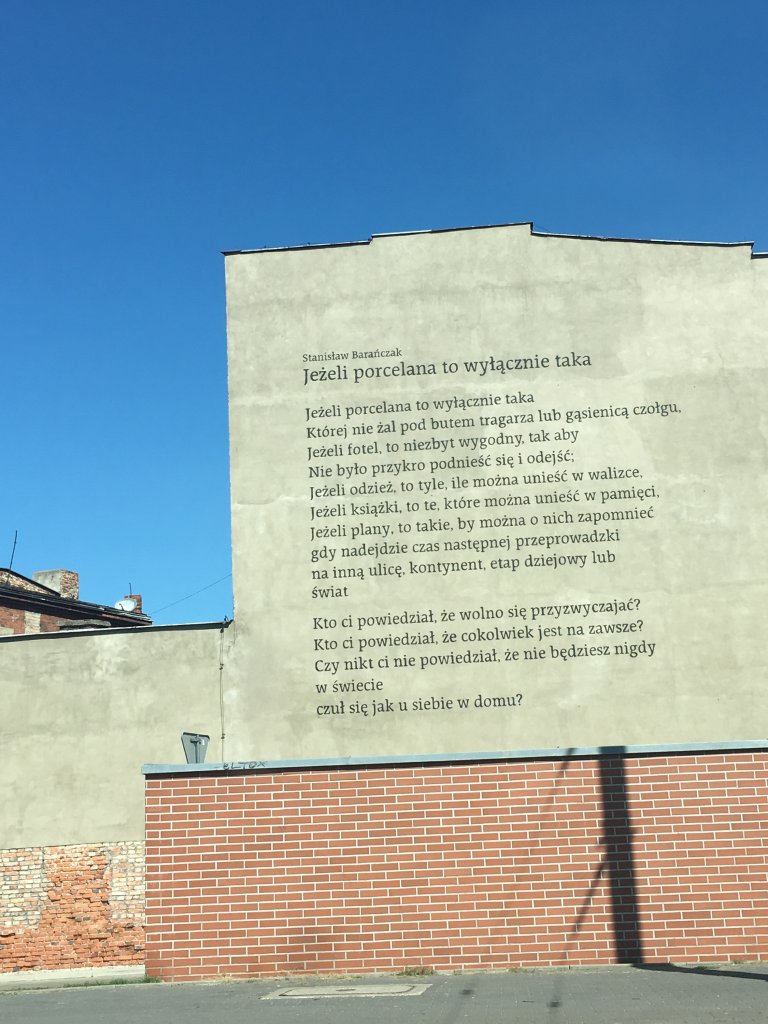 Stanisław Barańczak
Jeżeli porcelana to wyłącznie taka
Jeżeli porcelana to wyłącznie taka
Której nie żal pod butem tragarza lub gąsienicą czołgu,
Jeżeli fotel, to niezbyt wygodny, tak aby
Nie było przykro podnieść się i odejść;
Jeżeli odzież, to tyle, ile można unieść w walizce,
Jeżeli książki, to te, które można unieść w pamięci,
Jeżeli plany, to takie, by można o nich zapomnieć
gdy nadejdzie czas następnej przeprowadzki
na inną ulicę, kontynent, etap dziejowy lub
świat
Kto ci powiedział, że wolno się przyzwyczajać?
Kto ci powiedział, że cokolwiek jest na zawsze?
Czy nikt ci nie powiedział, że nie będziesz nigdy
w świecie
czuł się jak u siebie w domu?